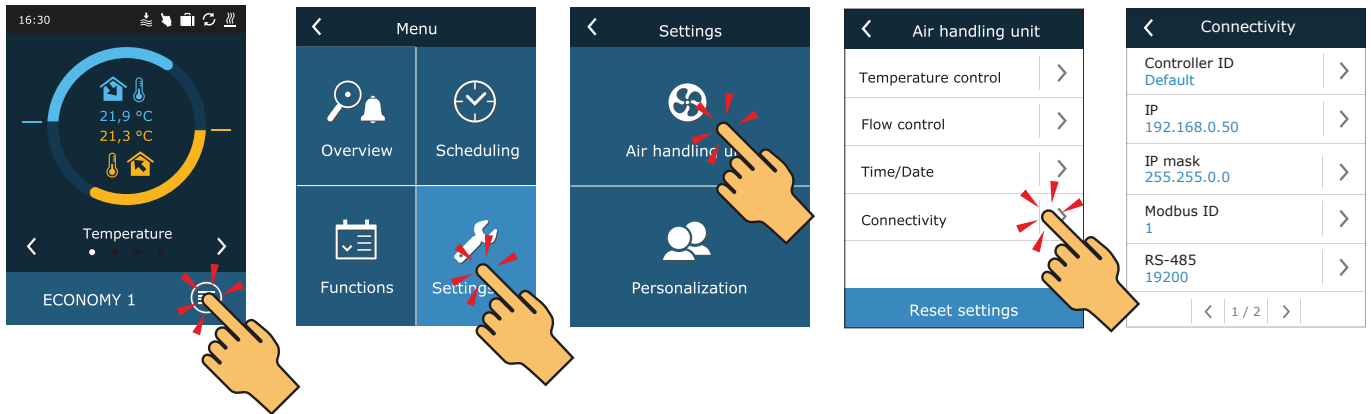 16:30
21,9 °C
21,3 °C
Temperature
ECONOMY 1
Menu
Overview
Scheduling
Functions
Settings
Settings
Air handling unit
Personalization
Air handling unit
Temperature control
Flow control
Time/Date
Connectivity
Reset settings
Connectivity
Controller ID
Default
IP
192.168.0.50
IP mask
255.255.0.0
Modbus ID
1
RS-485
19200
1 / 2